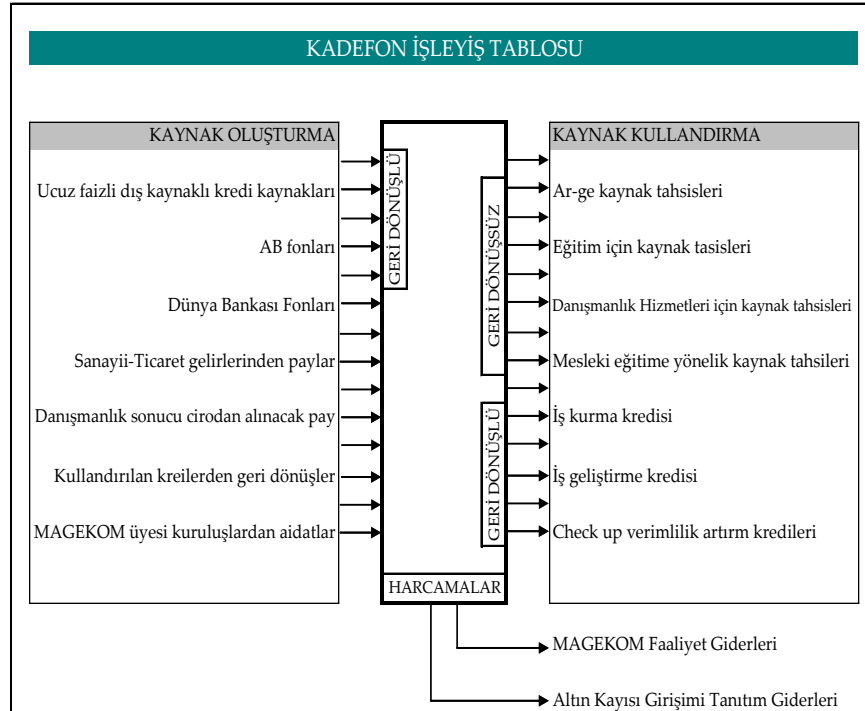 KADEFON İŞLEYİŞ TABLOSU
KAYNAK OLUŞTURMA
Ucuz faizli dış kaynaklı kredi kaynakları
AB fonları
Dünya Bankası Fonları
Sanayii-Ticaret gelirlerinden paylar
Danışmanlık sonucu cirodan alınacak pay
Kullandırılan kreilerden geri dönüşler
MAGEKOM üyesi kuruluşlardan aidatlar
GERİ DÖNÜŞLÜ
GERİ DÖNÜŞSÜZ
GERİ DÖNÜŞLÜ
HARCAMALAR
KAYNAK KULLANDIRMA
Ar-ge kaynak tahsisleri
Eğitim için kaynak tasisleri
Danışmanlık Hizmetleri için kaynak tahsisleri
Mesleki eğitime yönelik kaynak tahsileri
İş kurma kredisi
İş geliştirme kredisi
Check up verimlilik artırm kredileri
MAGEKOM Faaliyet Giderleri
Altın Kayısı Girişimi Tanıtım Giderleri